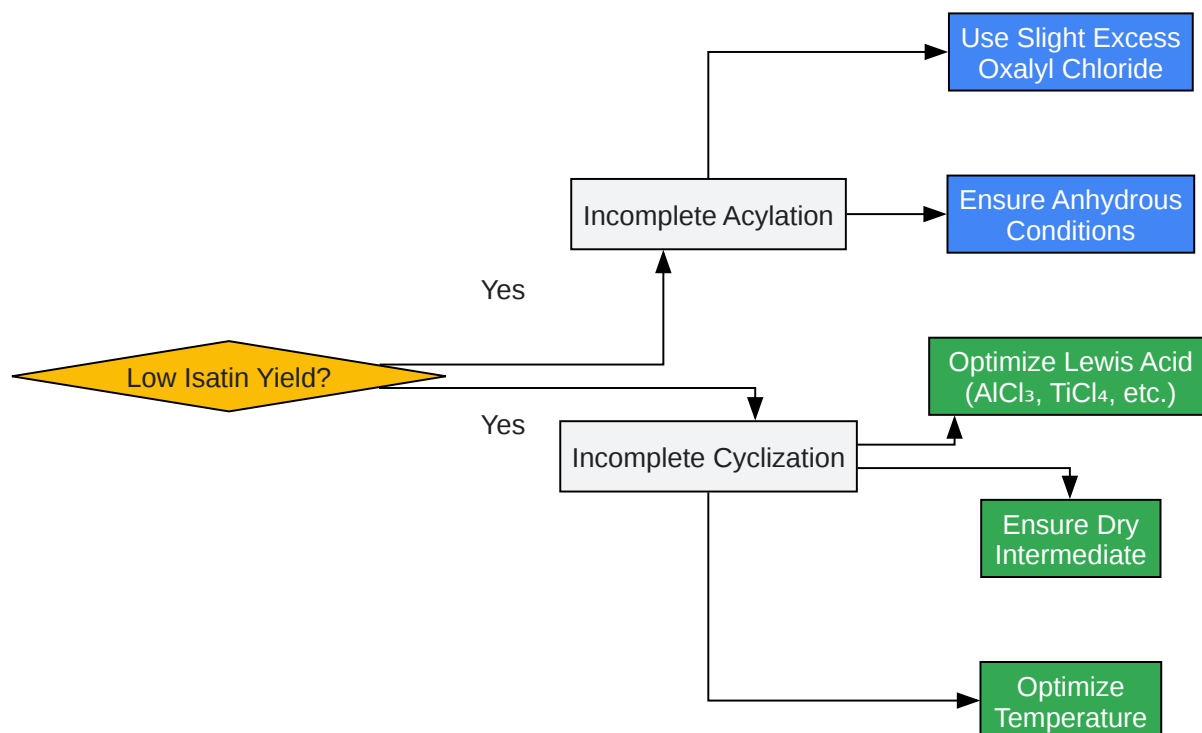 Use Slight Excess
Oxalyl Chloride
Ensure Anhydrous
Conditions
Incomplete Acylation
Yes
Low Isatin Yield?
Yes
Optimize Lewis Acid
(AlCl₃, TiCl₄, etc.)
Incomplete Cyclization
Ensure Dry
Intermediate
Optimize
Temperature